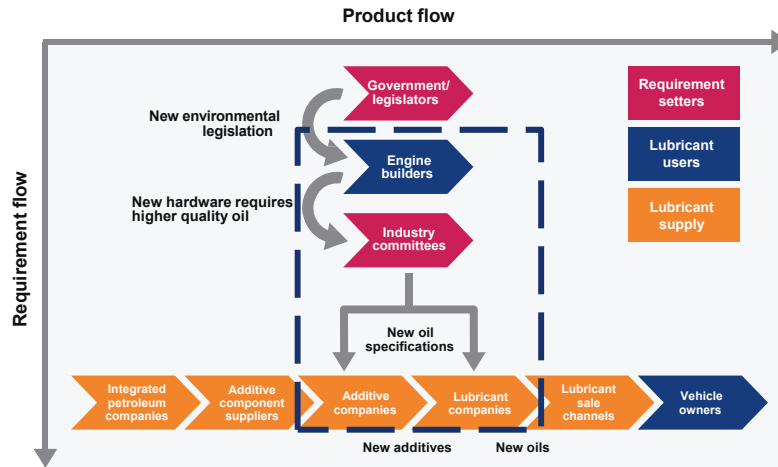 Product flow
Requirement flow
Government/
legislators
New environmental
legislation
Engine
builders
New hardware requires
higher quality oil
Industry
committees
Requirement
setters
Lubricant
users
Lubricant
supply
New oil
specifications
Integrated
petroleum
companies
Additive
component
suppliers
Additive
companies
Lubricant
companies
Lubricant
sale
channels
Vehicle
owners
New additives
New oils